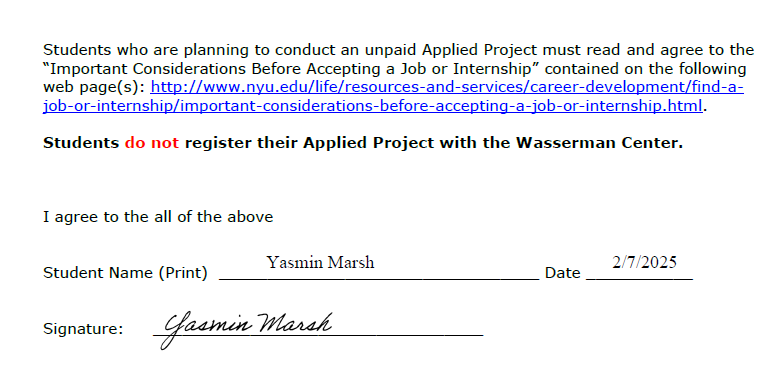 Students who are planning to conduct an unpaid Applied Project must read and agree to the
“Important Considerations Before Accepting a Job or Internship” contained on the following
web page(s): http://www.nyu.edu/life/resources-and-services/career-development/find-a-
job-or-internship/important-considerations-before-accepting-a-job-or-internship.html.
Students do not register their Applied Project with the Wasserman Center.
I agree to the all of the above
Student Name (Print) Yasmin Marsh Date 2/7/2025
Signature: Yasmin Marsh